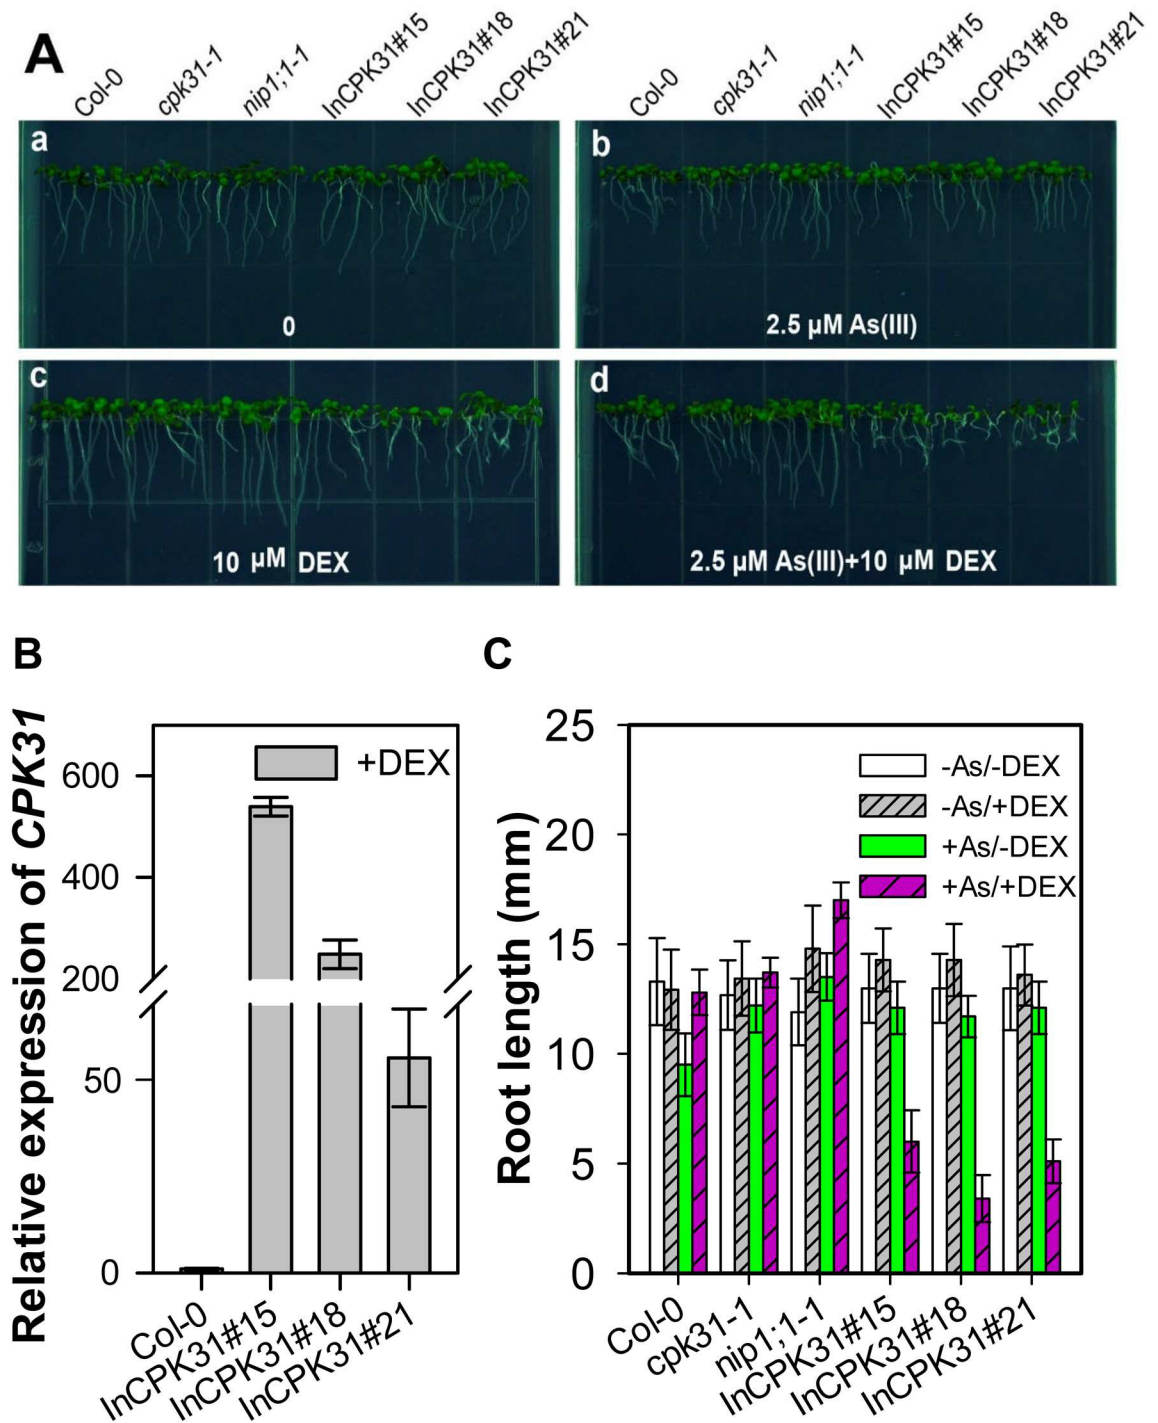 A
Col-0
cpk31-1
nip1;1-1
InCPK31#15
InCPK31#18
InCPK31#21
Col-0
cpk31-1
nip1;1-1
InCPK31#15
InCPK31#18
InCPK31#21
a
0
b
2.5 µM As(III)
c
10 µM DEX
d
2.5 µM As(III)+10 µM DEX
B
Relative expression of CPK31
600
400
200
50
0
+DEX
Col-0
InCPK31#15
InCPK31#18
InCPK31#21
C
Root length (mm)
25
20
15
10
5
0
-As/-DEX
-As/+DEX
+As/-DEX
+As/+DEX
Col-0
cpk31-1
nip1;1-1
InCPK31#15
InCPK31#18
InCPK31#21